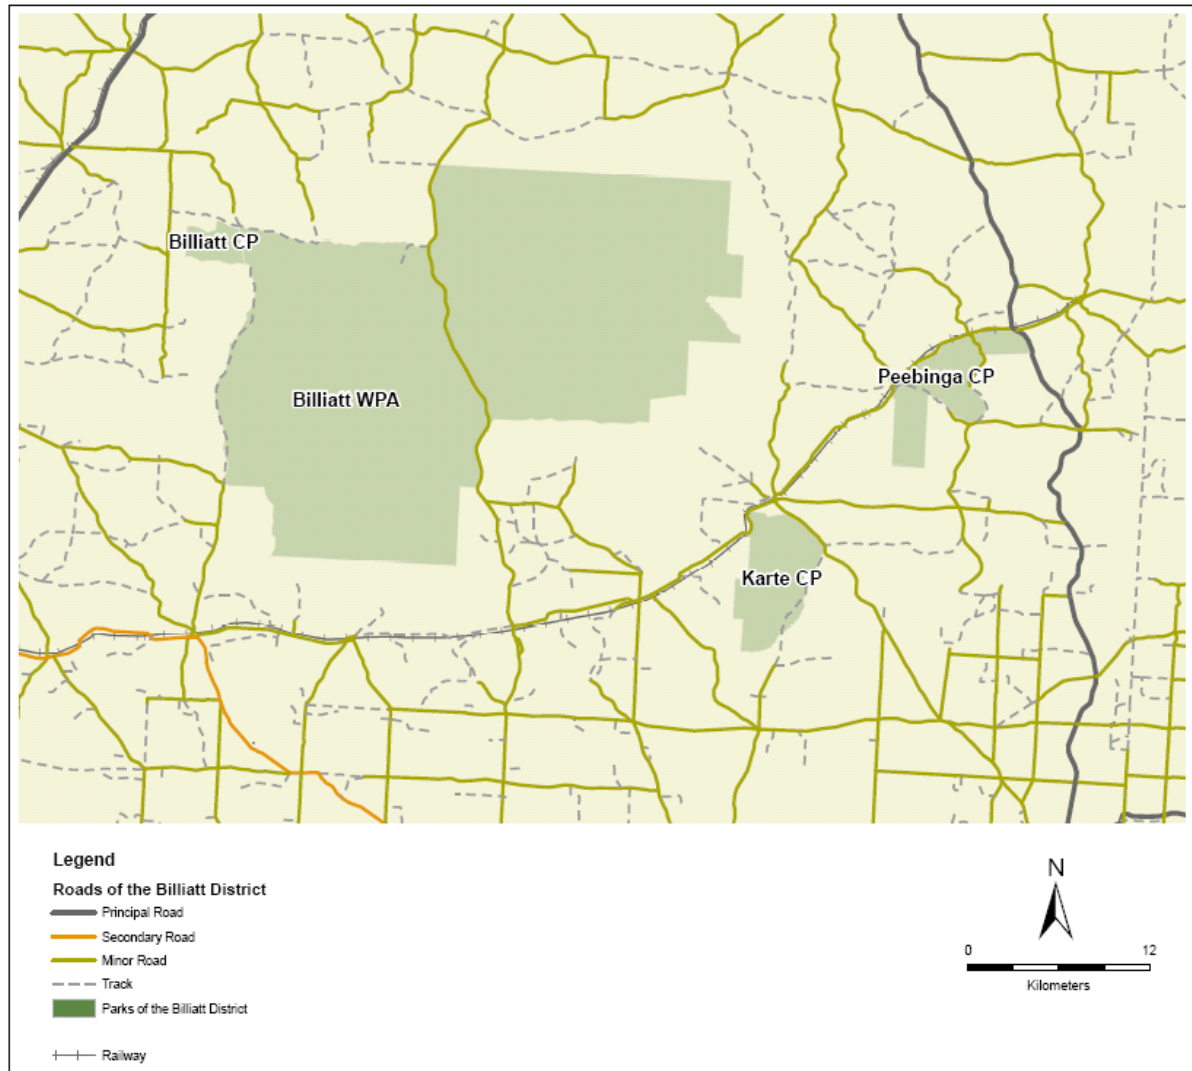 Billiatt CP
Peebinga CP
Billiatt WPA
Karte CP
Legend
Roads of the Billiatt District
Principal Road
Secondary Road
Minor Road
Track
Parks of the Billiatt District
Railway
N
0 12
Kilometers